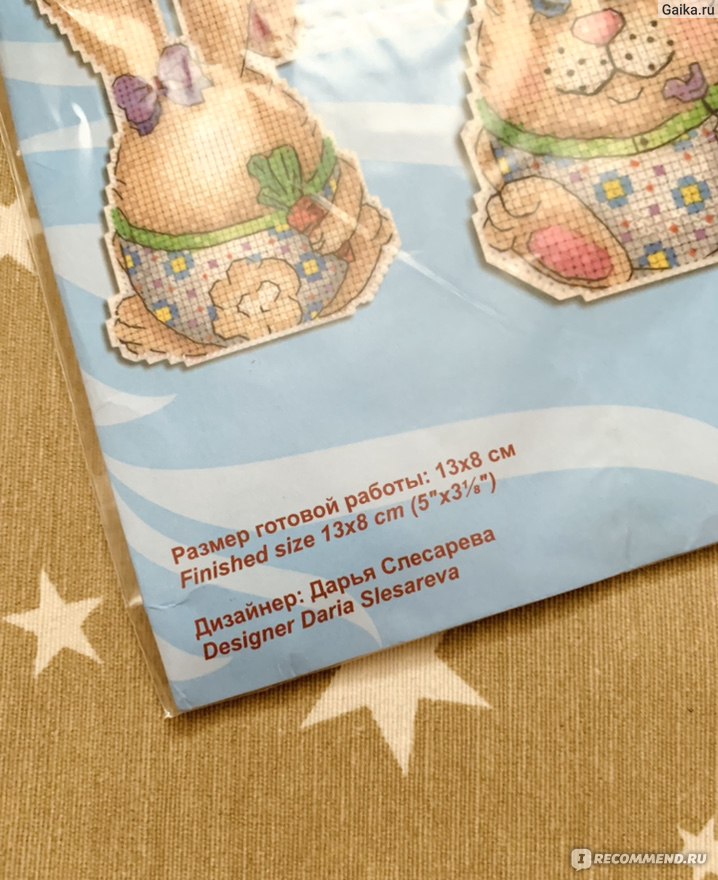 Gaika.ru
Размер готовой работы: 13х8 см
Finished size 13x8 cm (5"x3⅛")
Дизайнер: Дарья Слесарева
Designer Daria Slesareva
I RECOMMEND.RU